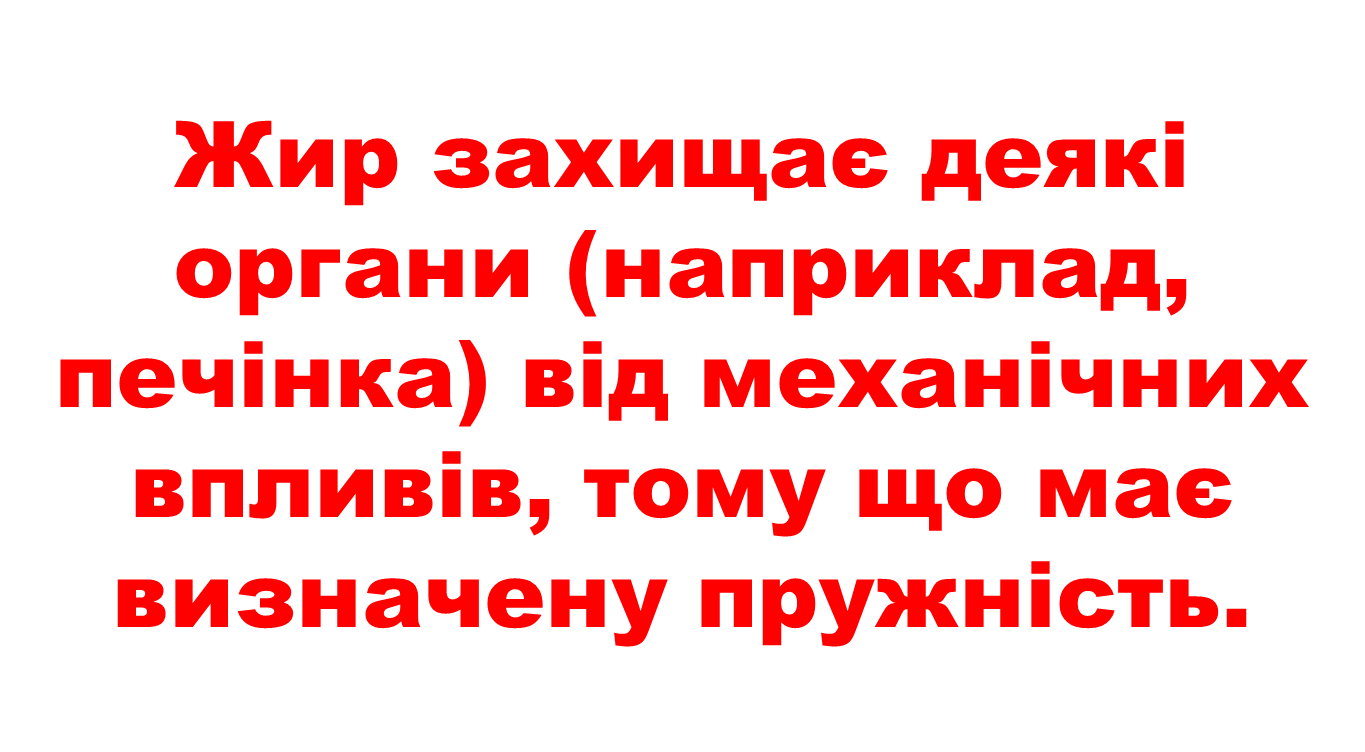 Жир захищає деякі
органи (наприклад,
печінка) від механічних
впливів, тому що має
визначену пружність.